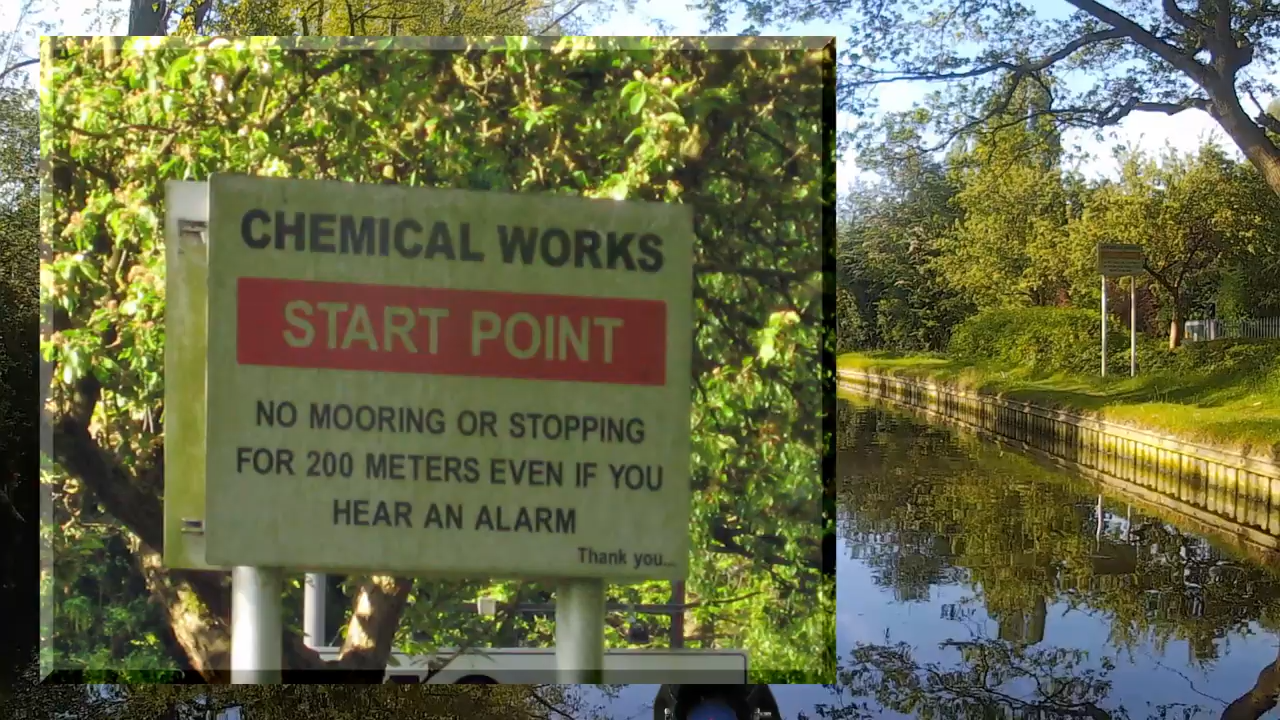 CHEMICAL WORKS
START POINT
NO MOORING OR STOPPING
FOR 200 METERS EVEN IF YOU
HEAR AN ALARM
Thank you...